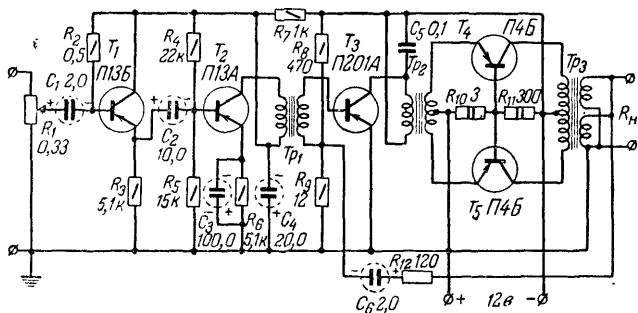 R₂
0,5
T₁
П13Б
C₁ 2,0
R₁
0,33
R₃
5,1к
R₄
22к
T₂
П13А
C₂
10,0
R₅
15к
C₃
100,0
R₆
5,1к
C₄
20,0
Тр₁
R₇ 1к
R₈
470
T₃
П201А
R₉
12
C₅ 0,1
Тр₂
T₄
П4Б
R₁₀ 3
R₁₁ 300
Тр₃
Rн
T₅ П4Б
R₁₂ 120
C₆ 2,0
+ 12в -